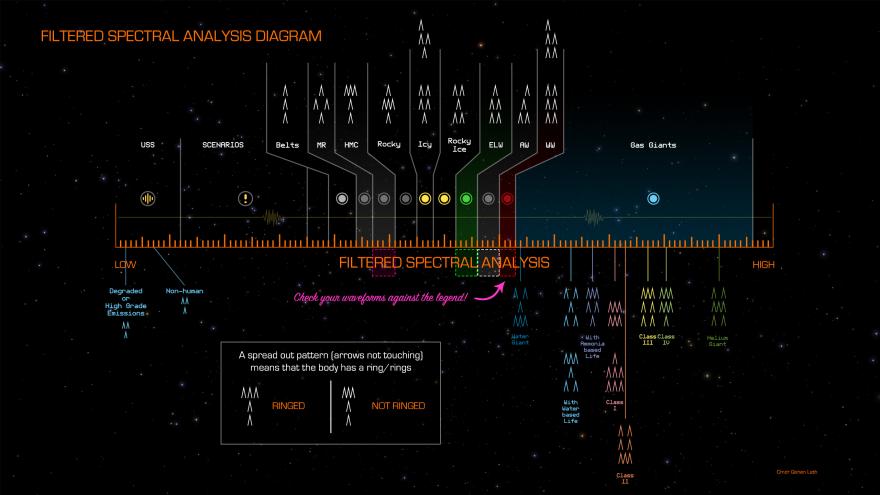 FILTERED SPECTRAL ANALYSIS DIAGRAM
USS
SCENARIOS
Belts
MR
HMC
Rocky
Icy
Rocky
Ice
ELW
AW
WW
Gas Giants
LOW
FILTERED SPECTRAL ANALYSIS
HIGH
Degraded
or
High Grade
Emissions
Non-human
Check your waveforms against the legend!
Water
Giant
With
Water
based
Life
With
Ammonia
based
Life
Class
I
Class
II
Class
III
Class
IV
Helium
Giant
A spread out pattern (arrows not touching)
means that the body has a ring/rings
RINGED
NOT RINGED